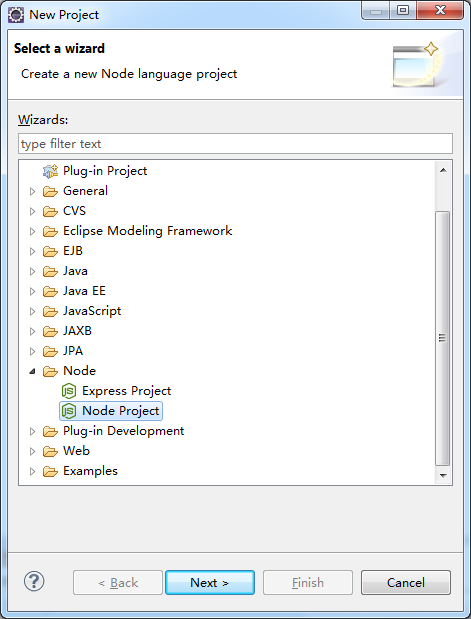 New Project
Select a wizard
Create a new Node language project
Wizards:
type filter text
Plug-in Project
General
CVS
Eclipse Modeling Framework
EJB
Java
Java EE
JavaScript
JAXB
JPA
Node
JS Express Project
JS Node Project
Plug-in Development
Web
Examples
? < Back Next > Finish Cancel